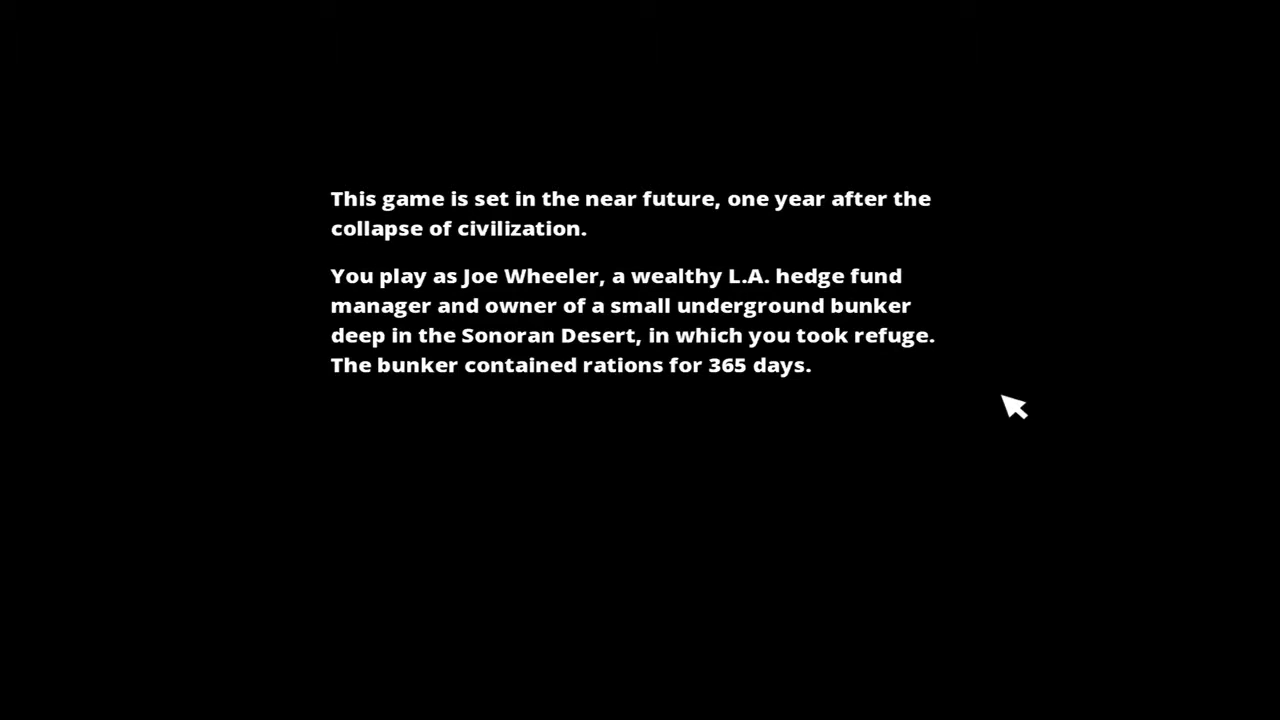 This game is set in the near future, one year after the
collapse of civilization.
You play as Joe Wheeler, a wealthy L.A. hedge fund
manager and owner of a small underground bunker
deep in the Sonoran Desert, in which you took refuge.
The bunker contained rations for 365 days.